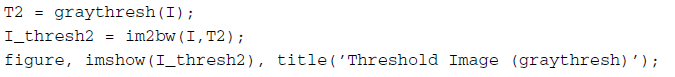 T2 = graythresh(I);
I_thresh2 = im2bw(I,T2);
figure, imshow(I_thresh2), title(’Threshold Image (graythresh)’);